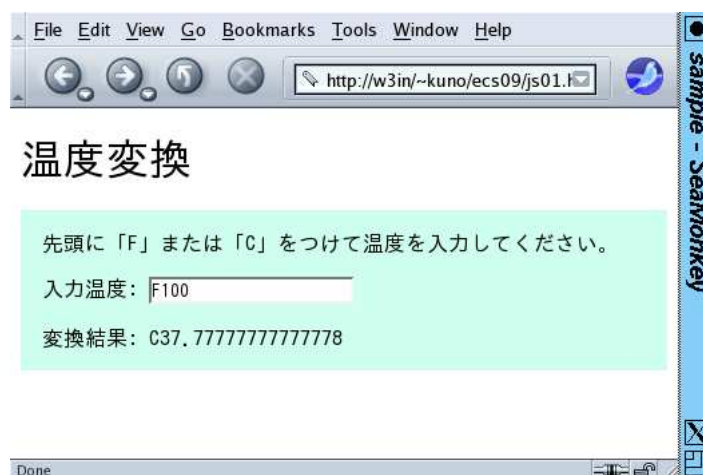 File Edit View Go Bookmarks Tools Window Help
http://w3in/~kuno/ecs09/js01.h
温度変換
先頭に「F」または「C」をつけて温度を入力してください。
入力温度: F100
変換結果: C37.77777777777778
Done
sample - SeaMonkey